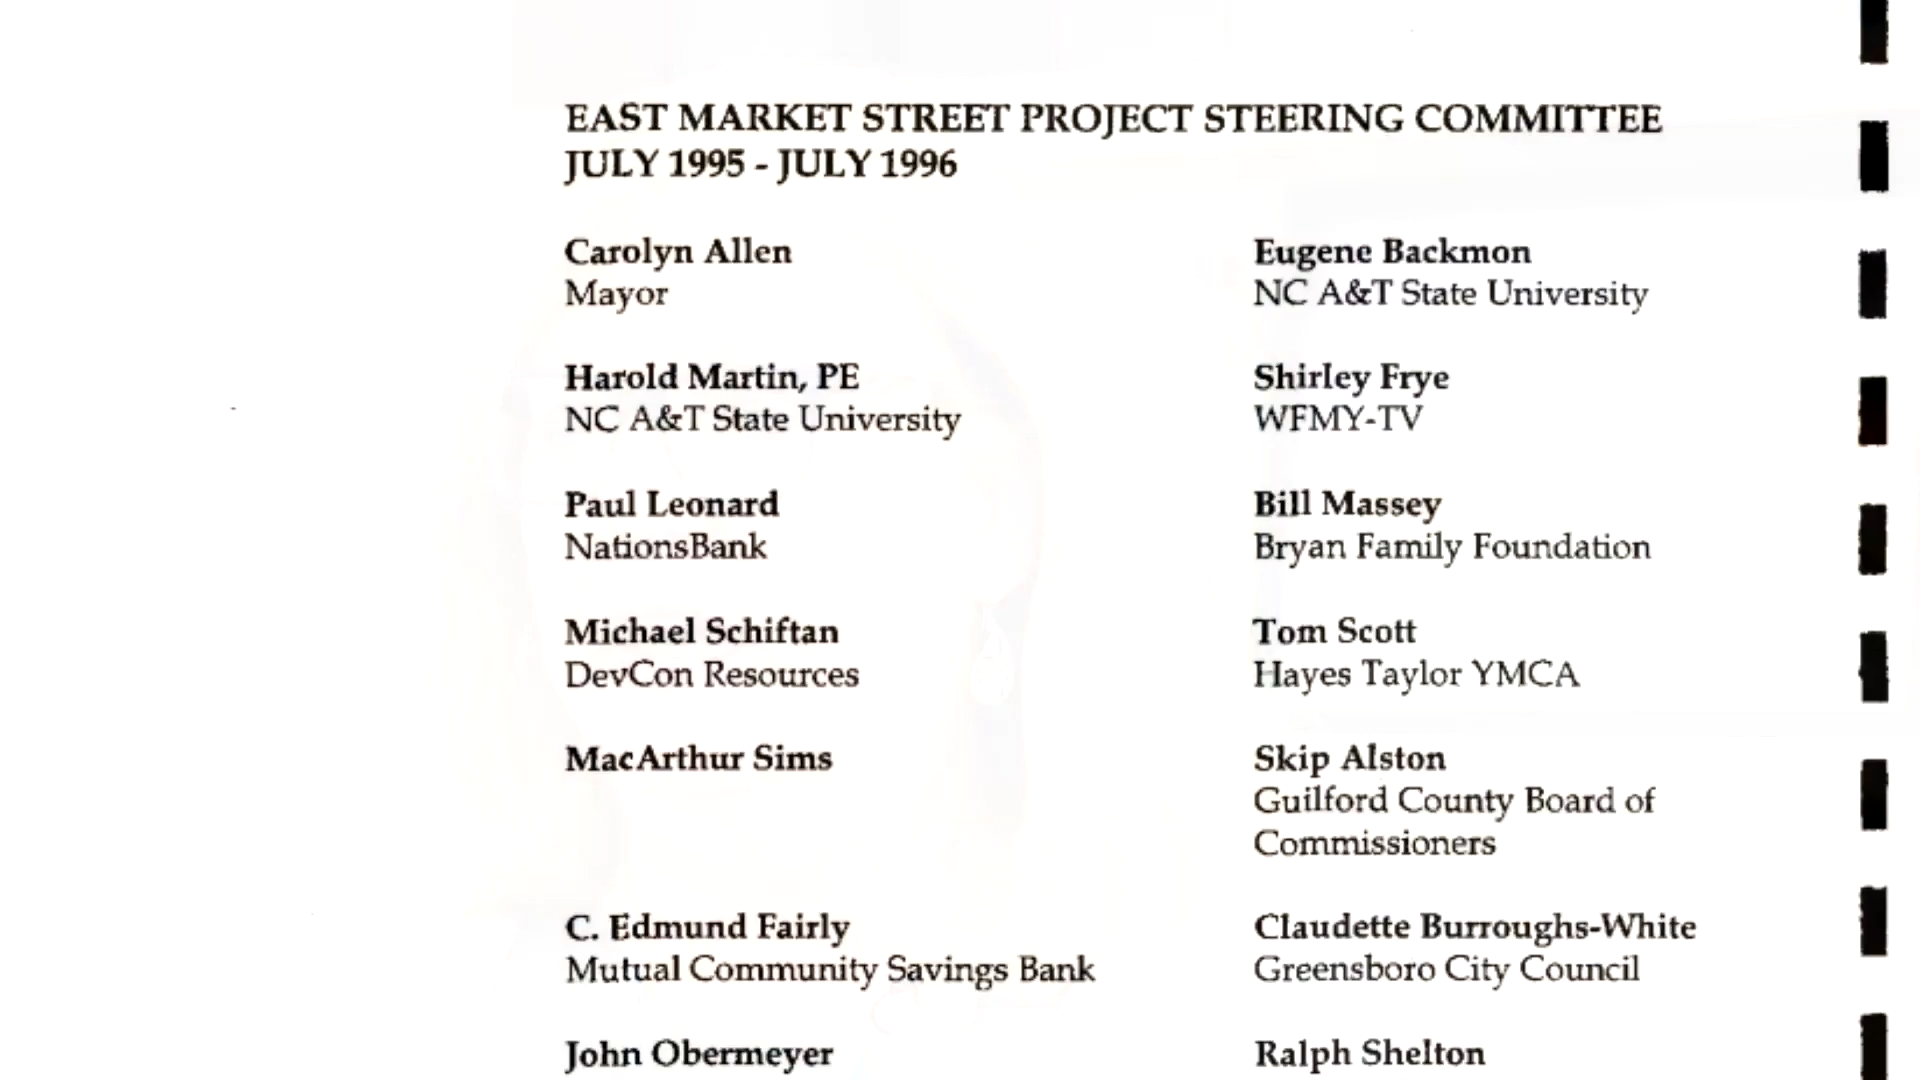 EAST MARKET STREET PROJECT STEERING COMMITTEE
JULY 1995 - JULY 1996
Carolyn Allen
Mayor
Harold Martin, PE
NC A&T State University
Paul Leonard
NationsBank
Michael Schiftan
DevCon Resources
MacArthur Sims
C. Edmund Fairly
Mutual Community Savings Bank
John Obermeyer
Eugene Backmon
NC A&T State University
Shirley Frye
WFMY-TV
Bill Massey
Bryan Family Foundation
Tom Scott
Hayes Taylor YMCA
Skip Alston
Guilford County Board of
Commissioners
Claudette Burroughs-White
Greensboro City Council
Ralph Shelton